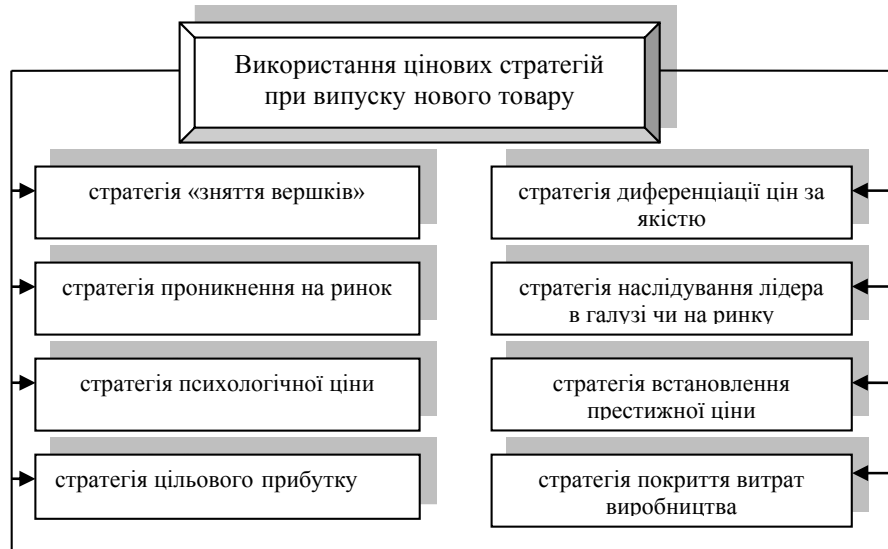 Використання цінових стратегій
при випуску нового товару
стратегія «зняття вершків»
стратегія проникнення на ринок
стратегія психологічної ціни
стратегія цільового прибутку
стратегія диференціації цін за
якістю
стратегія наслідування лідера
в галузі чи на ринку
стратегія встановлення
престижної ціни
стратегія покриття витрат
виробництва